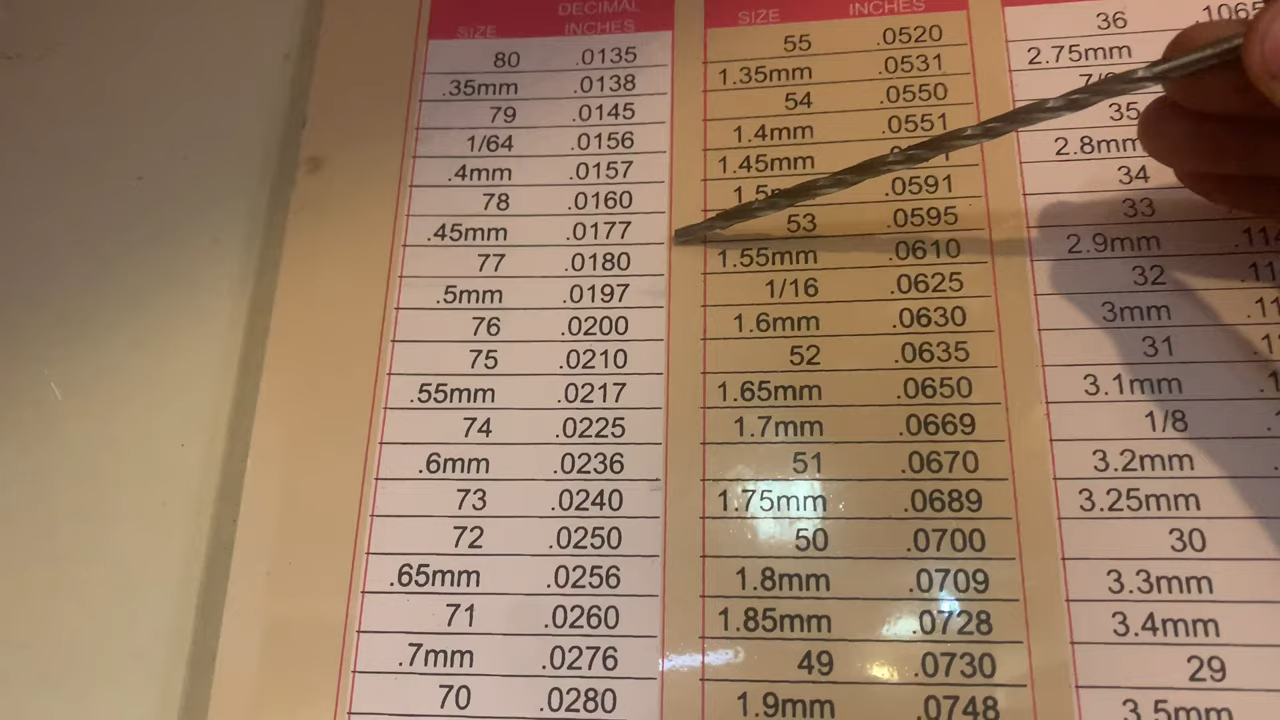 SIZE DECIMAL INCHES
80 .0135
.35mm .0138
79 .0145
1/64 .0156
.4mm .0157
78 .0160
.45mm .0177
77 .0180
.5mm .0197
76 .0200
75 .0210
.55mm .0217
74 .0225
.6mm .0236
73 .0240
72 .0250
.65mm .0256
71 .0260
.7mm .0276
70 .0280
SIZE INCHES
55 .0520
1.35mm .0531
54 .0550
1.4mm .0551
1.45mm
.0591
53 .0595
1.55mm .0610
1/16 .0625
1.6mm .0630
52 .0635
1.65mm .0650
1.7mm .0669
51 .0670
1.75mm .0689
50 .0700
1.8mm .0709
1.85mm .0728
49 .0730
1.9mm .0748
36 .1065
2.75mm
35
2.8mm
34
33
2.9mm
32
3mm
31
3.1mm
1/8
3.2mm
3.25mm
30
3.3mm
3.4mm
29
3.5mm